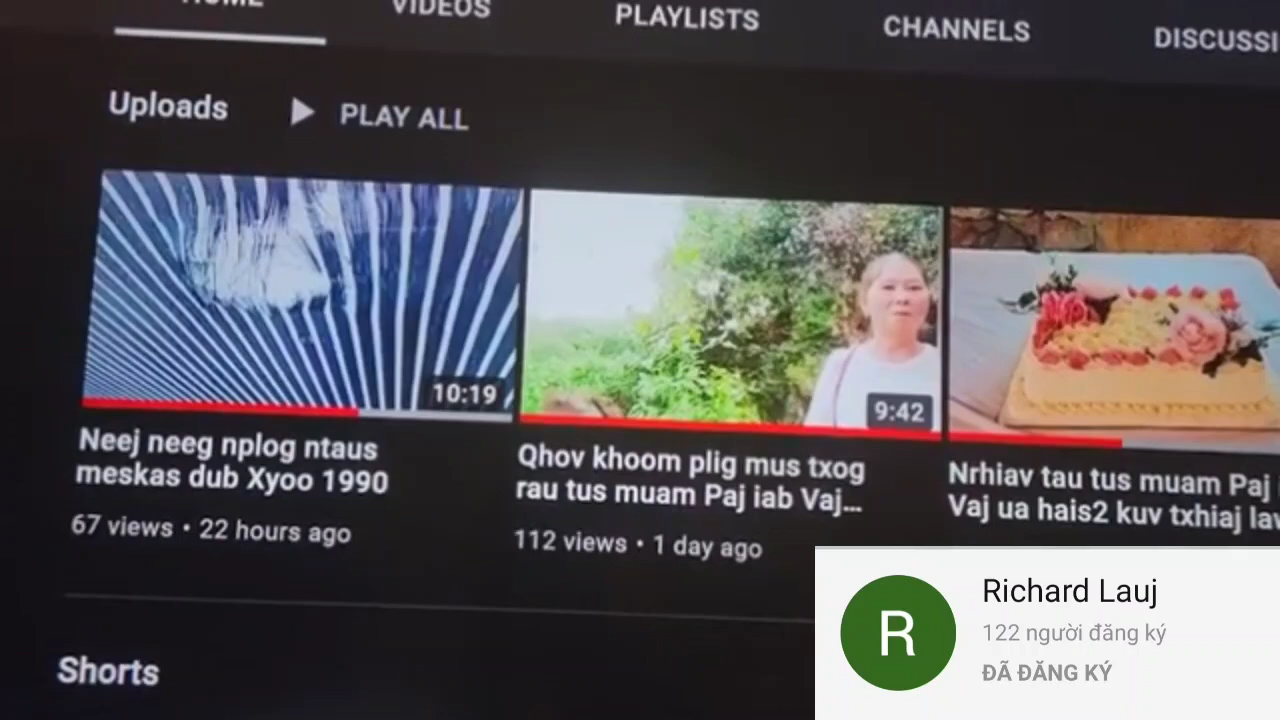 HOME
VIDEOS
PLAYLISTS
CHANNELS
DISCUSSI
Uploads
PLAY ALL
10:19
Neej neeg nplog ntaus
meskas dub Xyoo 1990
67 views • 22 hours ago
9:42
Qhov khoom plig mus txog
rau tus muam Paj iab Vaj...
112 views • 1 day ago
Nrhiav tau tus muam Paj
Vaj ua hais2 kuv txhiaj
Shorts
R
Richard Lauj
122 người đăng ký
ĐÃ ĐĂNG KÝ